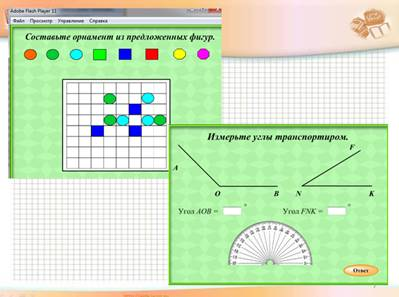 Adobe Flash Player 11
Файл Просмотр Управление Справка
Составьте орнамент из предложенных фигур.
Измерьте углы транспортиром.
A
O
B
F
N
K
Угол AOB = °
Угол FNK = °
Ответ